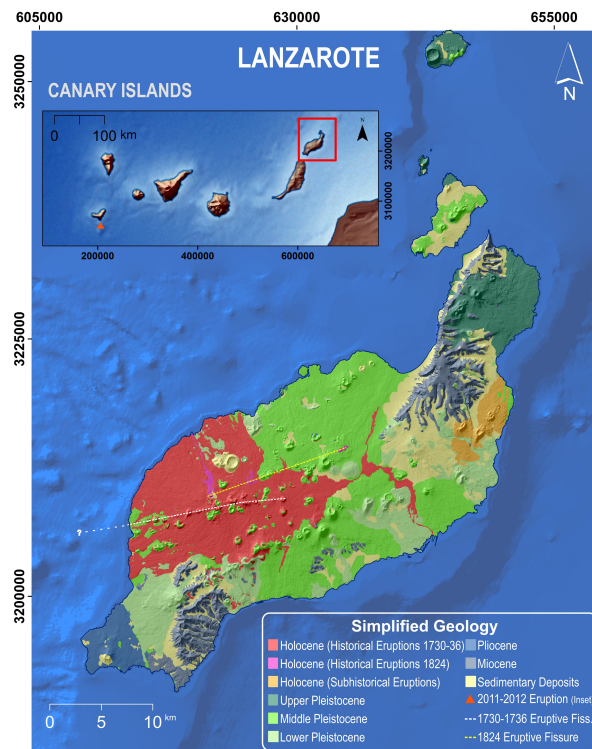 605000 630000 655000
LANZAROTE
3250000
N
CANARY ISLANDS
0 100 km
N
3200000
3100000
200000 400000 600000
3225000
?
3200000
0 5 10 km
Simplified Geology
Holocene (Historical Eruptions 1730-36)
Holocene (Historical Eruptions 1824)
Holocene (Subhistorical Eruptions)
Upper Pleistocene
Middle Pleistocene
Lower Pleistocene
Pliocene
Miocene
Sedimentary Deposits
2011-2012 Eruption (Inset)
1730-1736 Eruptive Fiss.
1824 Eruptive Fissure